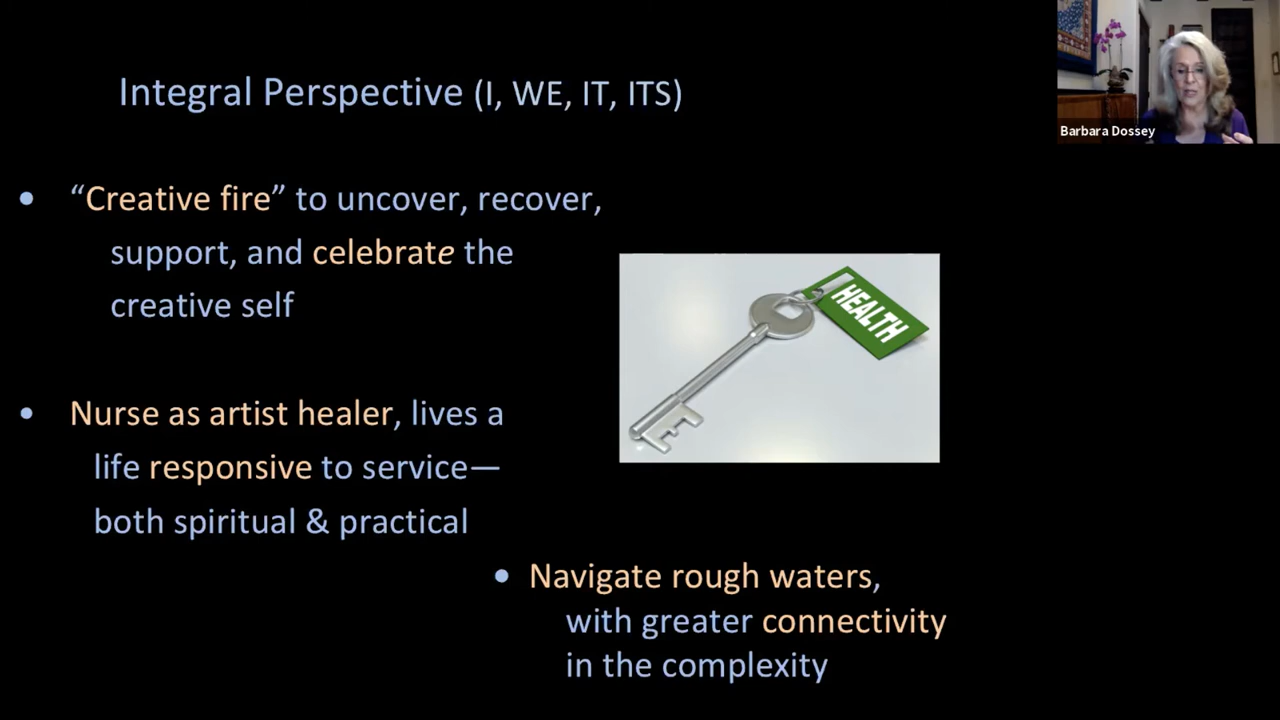 Integral Perspective (I, WE, IT, ITS)
Barbara Dossey
• “Creative fire” to uncover, recover,
support, and celebrate the
creative self
HEALTH
• Nurse as artist healer, lives a
life responsive to service—
both spiritual & practical
• Navigate rough waters,
with greater connectivity
in the complexity